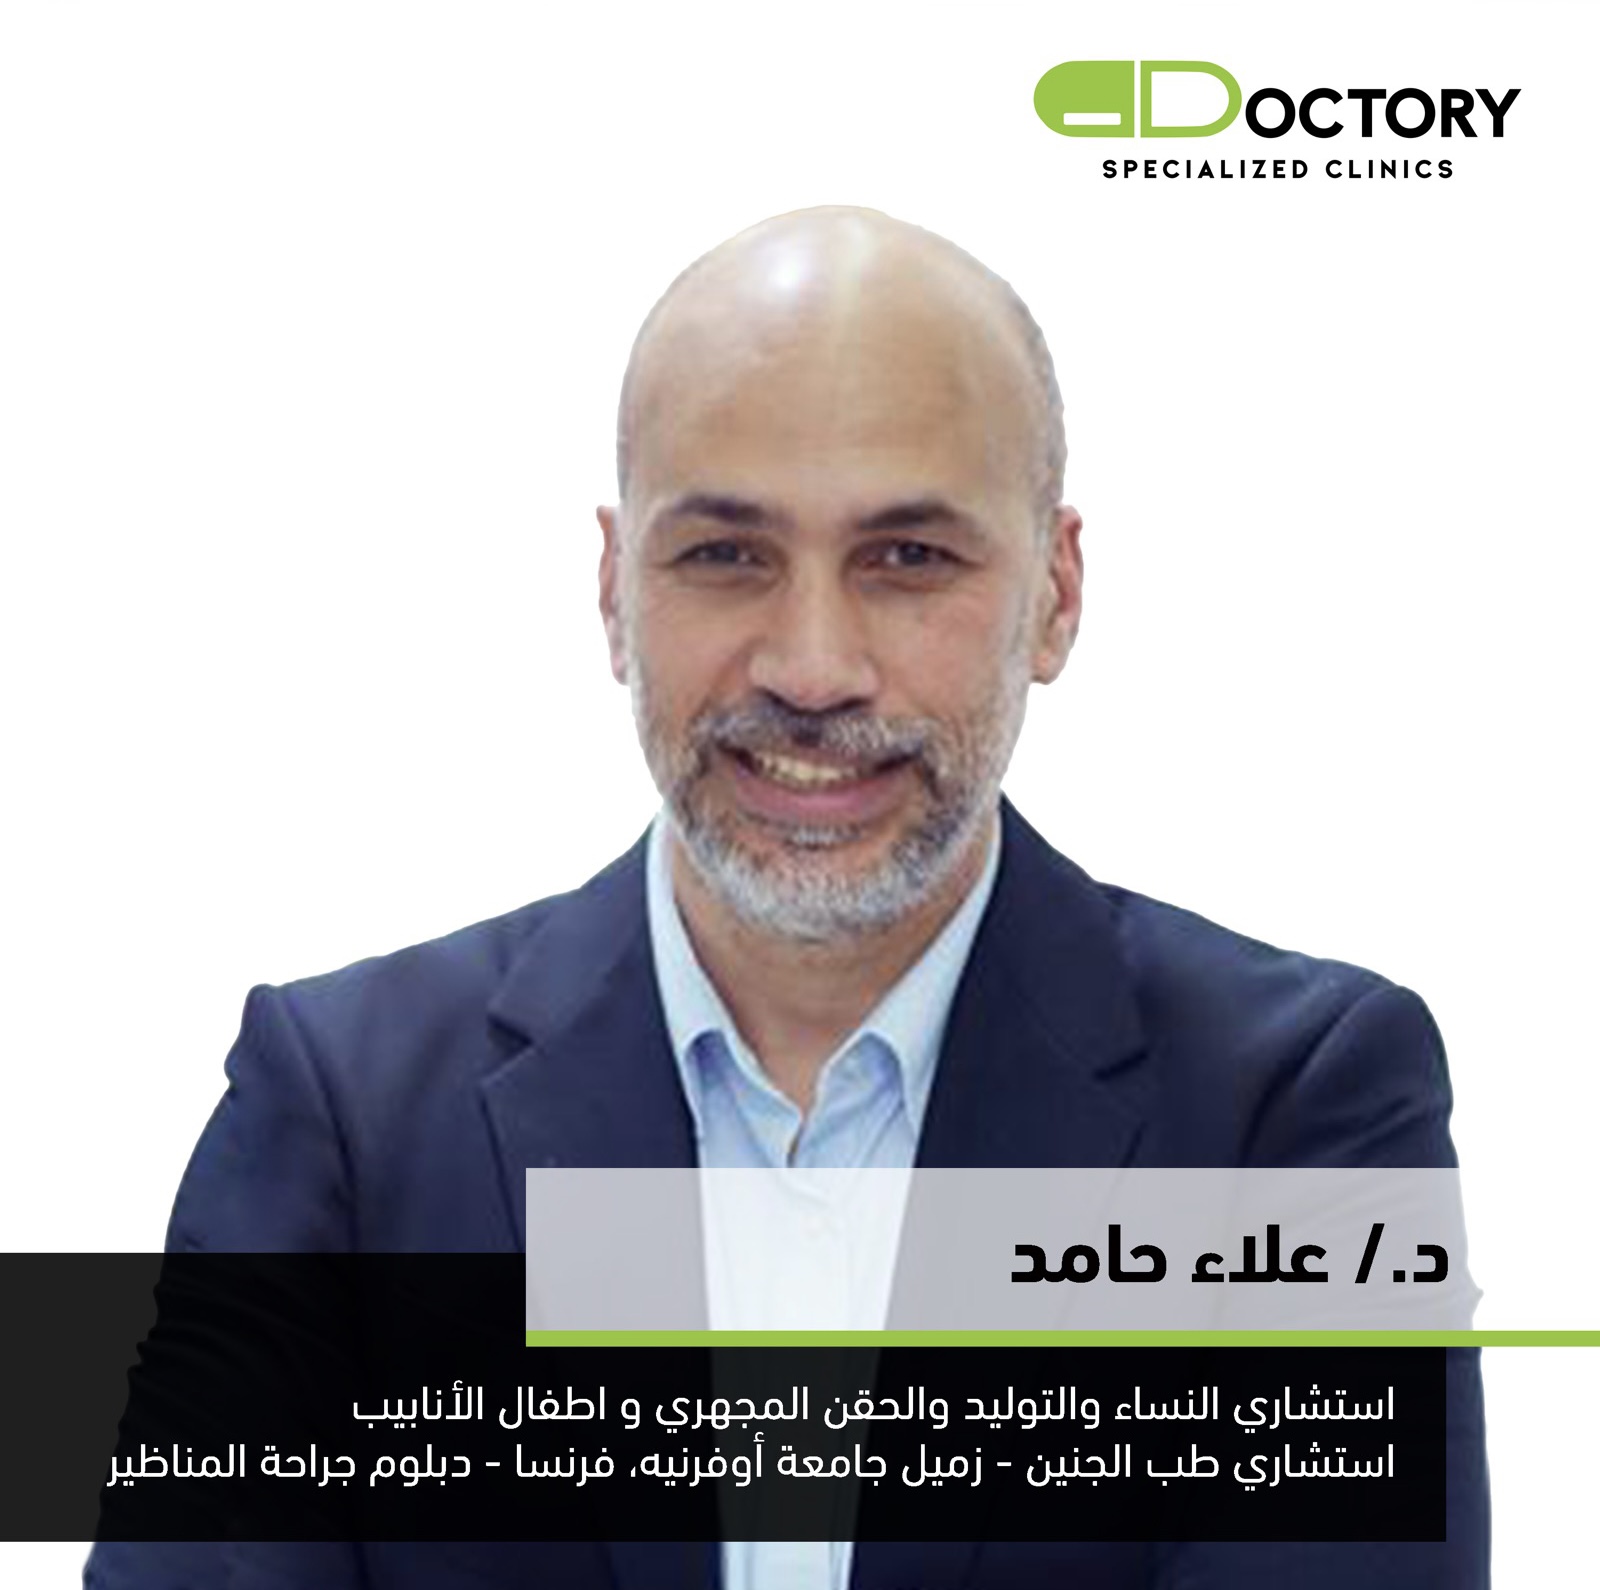 DOCTORY
SPECIALIZED CLINICS
د./ علاء حامد
استشاري النساء والتوليد والحقن المجهري و اطفال الأنابيب
استشاري طب الجنين - زميل جامعة أوفرنيه، فرنسا - دبلوم جراحة المناظير